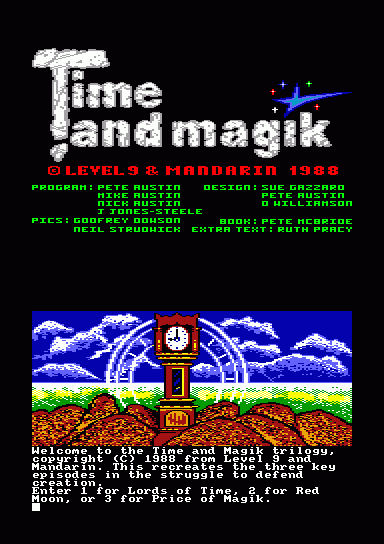 Time
and magik
© LEVEL 9 & MANDARIN 1988
PROGRAM: PETE AUSTIN DESIGN: SUE GAZZARD
MIKE AUSTIN PETE AUSTIN
NICK AUSTIN D WILLIAMSON
J JONES-STEELE
PICS: GODFREY DOWSON BOOK: PETE MCBRIDE
NEIL STRUDWICK EXTRA TEXT: RUTH PRACY
Welcome to the Time and Magik trilogy,
copyright (C) 1988 from Level 9 and
Mandarin. This recreates the three key
episodes in the struggle to defend
creation.
Enter 1 for Lords of Time, 2 for Red
Moon, or 3 for Price of Magik.